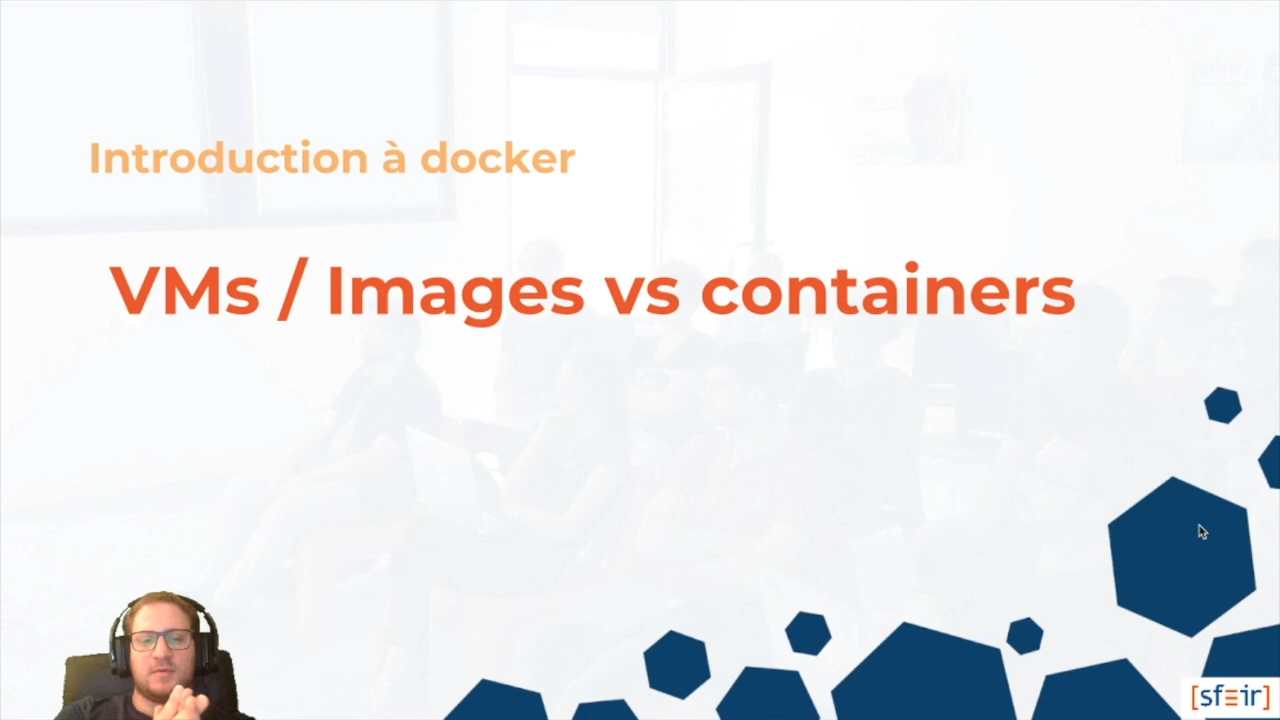 Introduction à docker
VMs / Images vs containers
[sfeir]